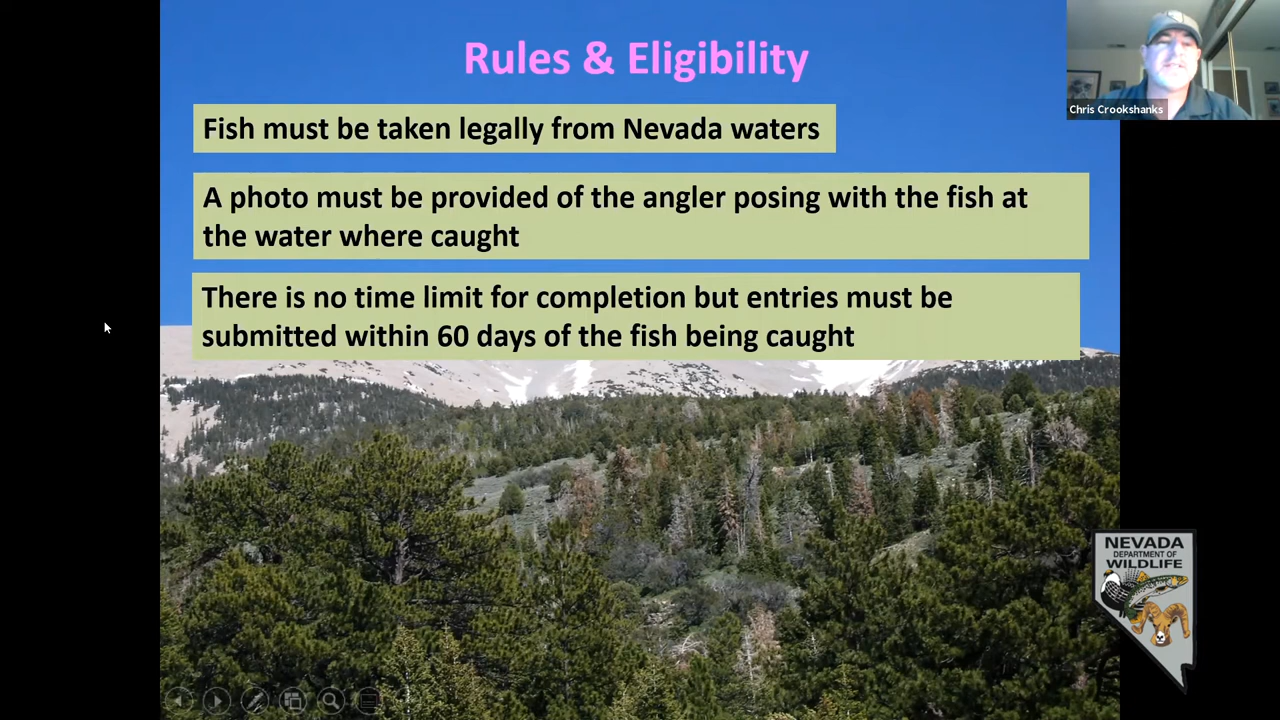 Rules & Eligibility
Chris Crookshanks
Fish must be taken legally from Nevada waters
A photo must be provided of the angler posing with the fish at
the water where caught
There is no time limit for completion but entries must be
submitted within 60 days of the fish being caught
NEVADA
DEPARTMENT OF
WILDLIFE